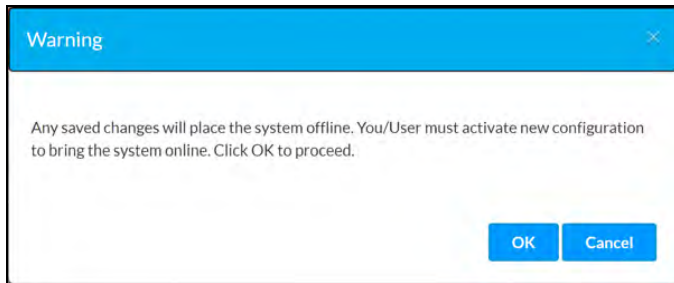 Warning
Any saved changes will place the system offline. You/User must activate new configuration
to bring the system online. Click OK to proceed.
OK Cancel